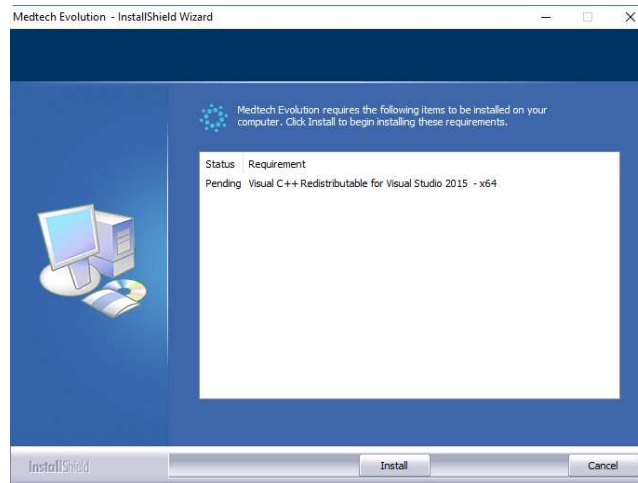 Medtech Evolution - InstallShield Wizard
Medtech Evolution requires the following items to be installed on your
computer. Click Install to begin installing these requirements.
Status Requirement
Pending Visual C++ Redistributable for Visual Studio 2015 - x64
InstallShield
Install
Cancel